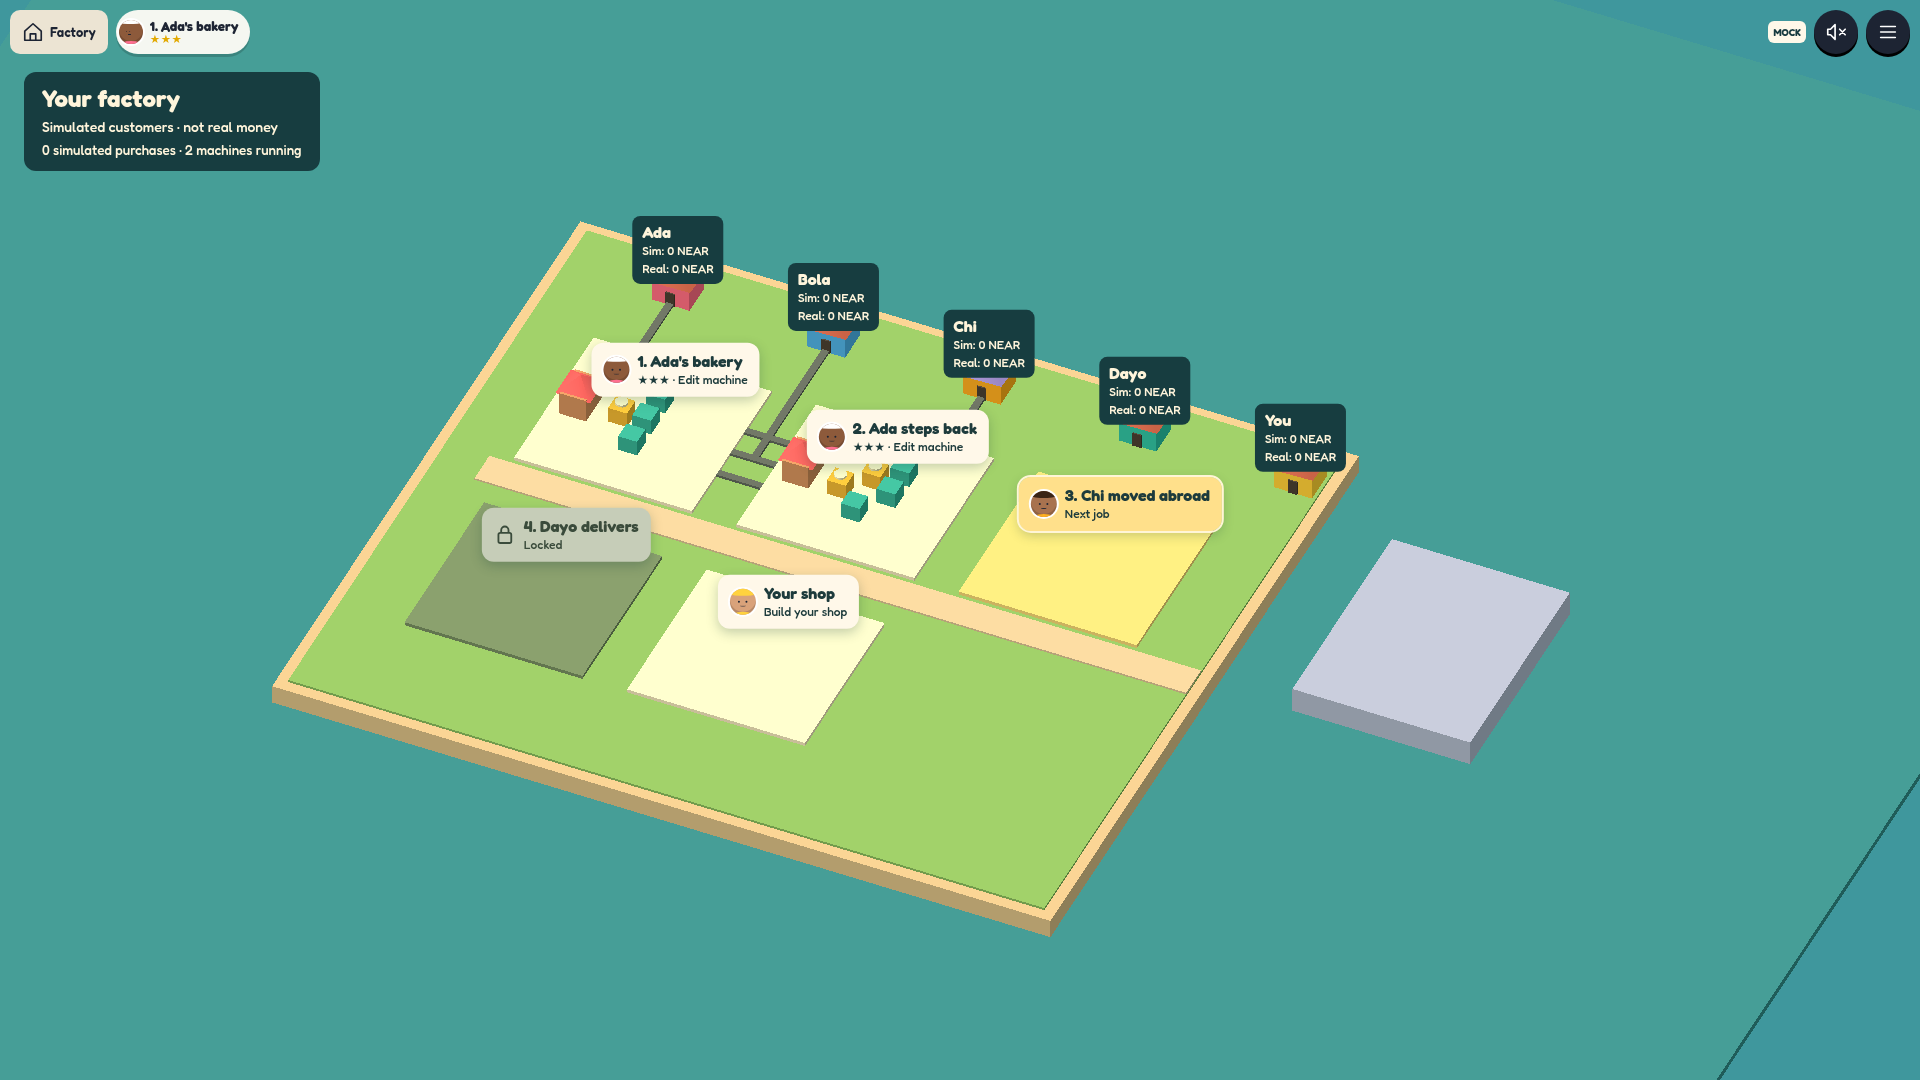 Factory
1. Ada's bakery
★★★
MOCK
Your factory
Simulated customers · not real money
0 simulated purchases · 2 machines running
Ada
Sim: 0 NEAR
Real: 0 NEAR
Bola
Sim: 0 NEAR
Real: 0 NEAR
Chi
Sim: 0 NEAR
Real: 0 NEAR
Dayo
Sim: 0 NEAR
Real: 0 NEAR
You
Sim: 0 NEAR
Real: 0 NEAR
1. Ada's bakery
★★★ · Edit machine
2. Ada steps back
★★★ · Edit machine
3. Chi moved abroad
Next job
4. Dayo delivers
Locked
Your shop
Build your shop